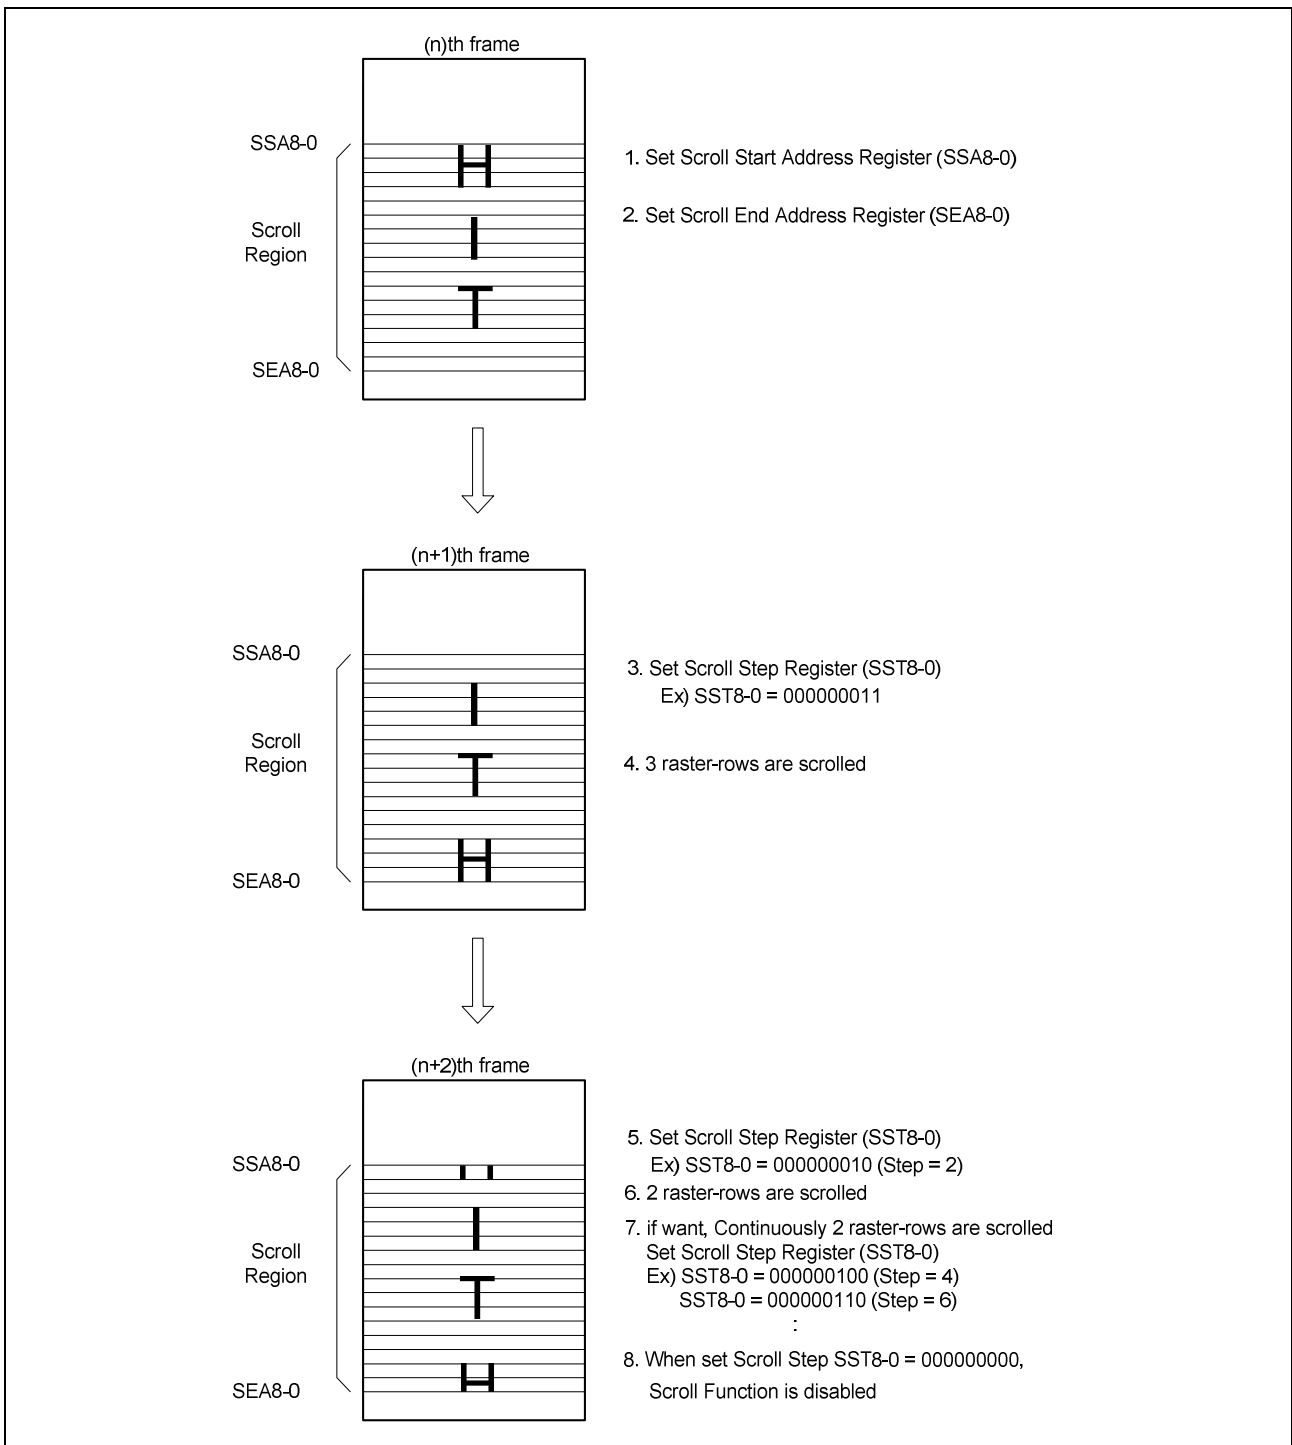 (n)th frame
SSA8-0
Scroll
Region
SEA8-0
H
I
T
1. Set Scroll Start Address Register (SSA8-0)
2. Set Scroll End Address Register (SEA8-0)
(n+1)th frame
SSA8-0
Scroll
Region
SEA8-0
I
T
H
3. Set Scroll Step Register (SST8-0)
Ex) SST8-0 = 000000011
4. 3 raster-rows are scrolled
(n+2)th frame
SSA8-0
Scroll
Region
SEA8-0
I
T
H
5. Set Scroll Step Register (SST8-0)
Ex) SST8-0 = 000000010 (Step = 2)
6. 2 raster-rows are scrolled
7. if want, Continuously 2 raster-rows are scrolled
Set Scroll Step Register (SST8-0)
Ex) SST8-0 = 000000100 (Step = 4)
SST8-0 = 000000110 (Step = 6)
:
8. When set Scroll Step SST8-0 = 000000000,
Scroll Function is disabled